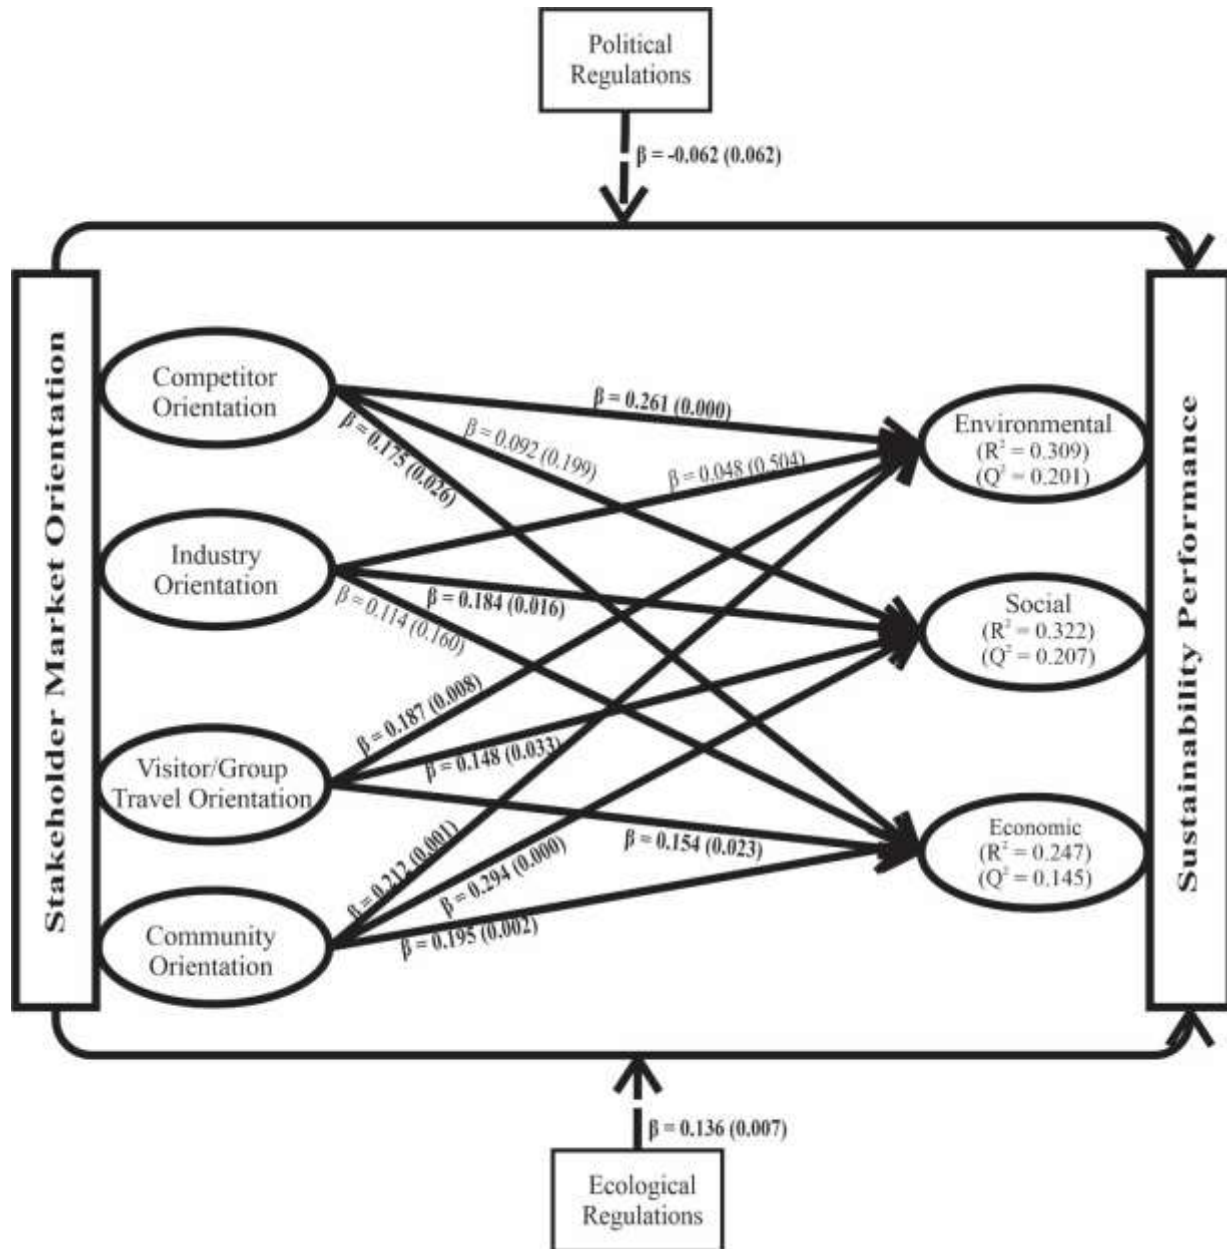 Political
Regulations
β = -0.062 (0.062)
Stakeholder Market Orientation
Competitor
Orientation
Industry
Orientation
Visitor/Group
Travel Orientation
Community
Orientation
β = 0.261 (0.000)
β = 0.092 (0.199)
β = 0.175 (0.026)
β = 0.048 (0.504)
β = 0.184 (0.016)
β = 0.114 (0.160)
β = 0.187 (0.008)
β = 0.148 (0.033)
β = 0.154 (0.023)
β = 0.212 (0.001)
β = 0.294 (0.000)
β = 0.195 (0.002)
Environmental
(R² = 0.309)
(Q² = 0.201)
Social
(R² = 0.322)
(Q² = 0.207)
Economic
(R² = 0.247)
(Q² = 0.145)
Sustainability Performance
β = 0.136 (0.007)
Ecological
Regulations